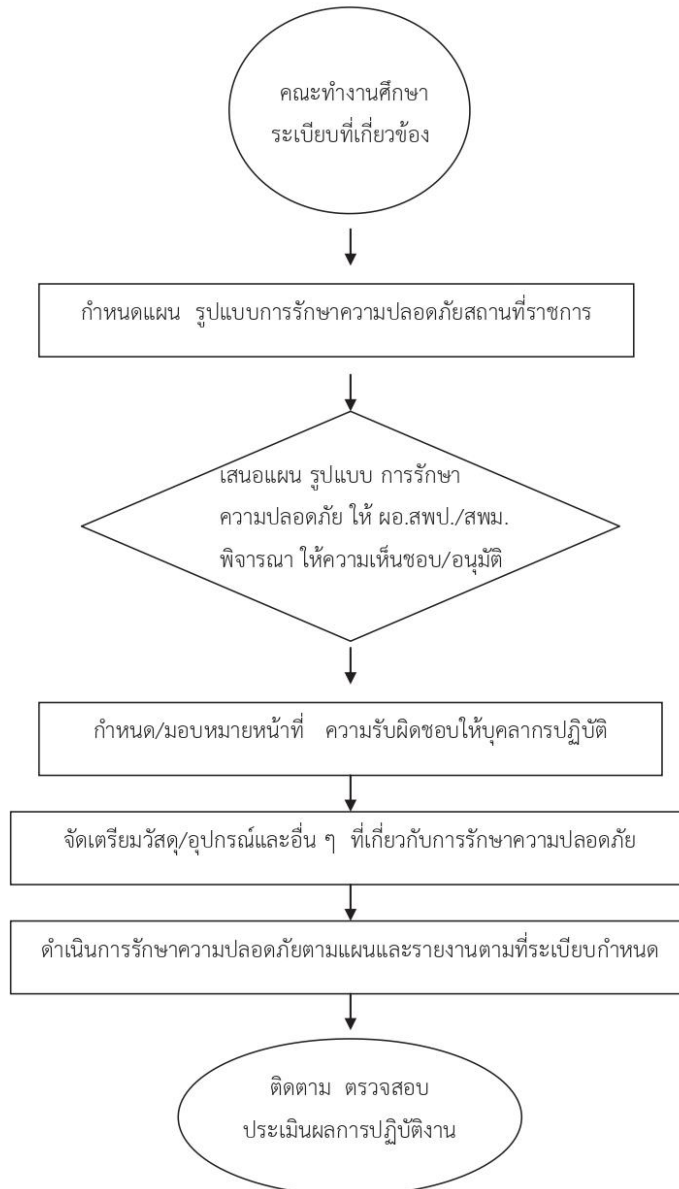 คณะทำงานศึกษา
ระเบียบที่เกี่ยวข้อง
กำหนดแผน รูปแบบการรักษาความปลอดภัยสถานที่ราชการ
เสนอแผน รูปแบบ การรักษา
ความปลอดภัย ให้ ผอ.สพป./สพม.
พิจารณา ให้ความเห็นชอบ/อนุมัติ
กำหนด/มอบหมายหน้าที่ ความรับผิดชอบให้บุคลากรปฏิบัติ
จัดเตรียมวัสดุ/อุปกรณ์และอื่น ๆ ที่เกี่ยวกับการรักษาความปลอดภัย
ดำเนินการรักษาความปลอดภัยตามแผนและรายงานตามที่ระเบียบกำหนด
ติดตาม ตรวจสอบ
ประเมินผลการปฏิบัติงาน